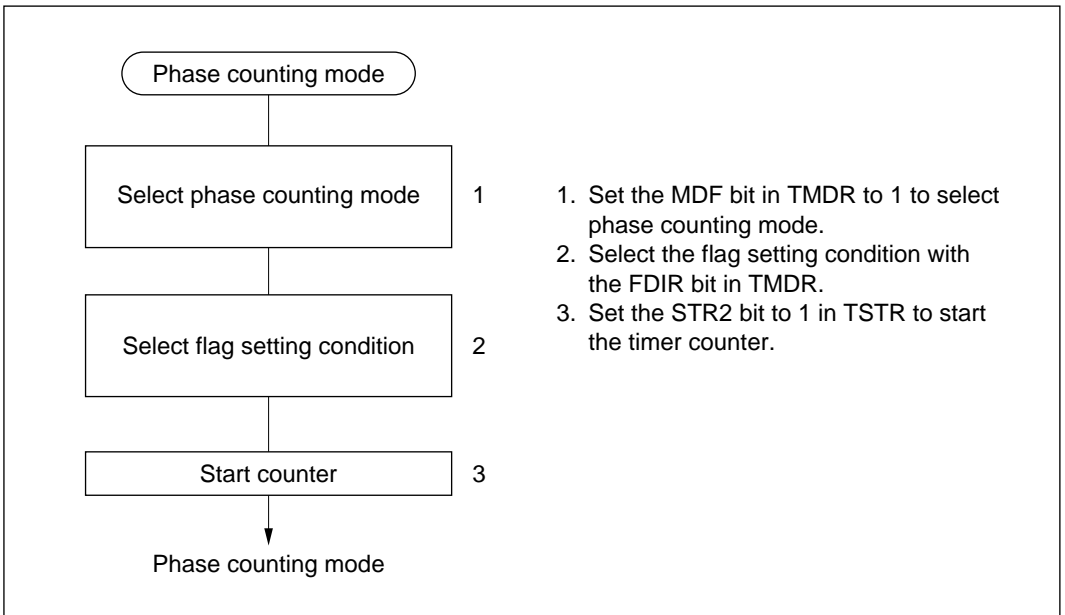 Phase counting mode
Select phase counting mode 1
Select flag setting condition 2
Start counter 3
Phase counting mode
1. Set the MDF bit in TMDR to 1 to select
phase counting mode.
2. Select the flag setting condition with
the FDIR bit in TMDR.
3. Set the STR2 bit to 1 in TSTR to start
the timer counter.